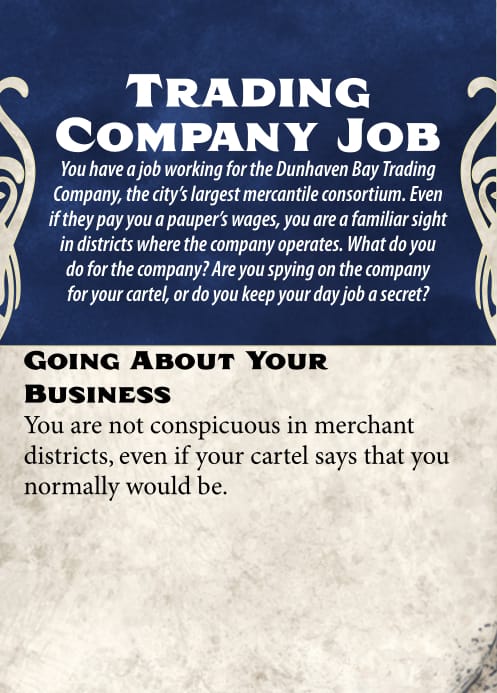 Trading
Company Job
You have a job working for the Dunhaven Bay Trading
Company, the city's largest mercantile consortium. Even
if they pay you a pauper's wages, you are a familiar sight
in districts where the company operates. What do you
do for the company? Are you spying on the company
for your cartel, or do you keep your day job a secret?
Going About Your
Business
You are not conspicuous in merchant
districts, even if your cartel says that you
normally would be.